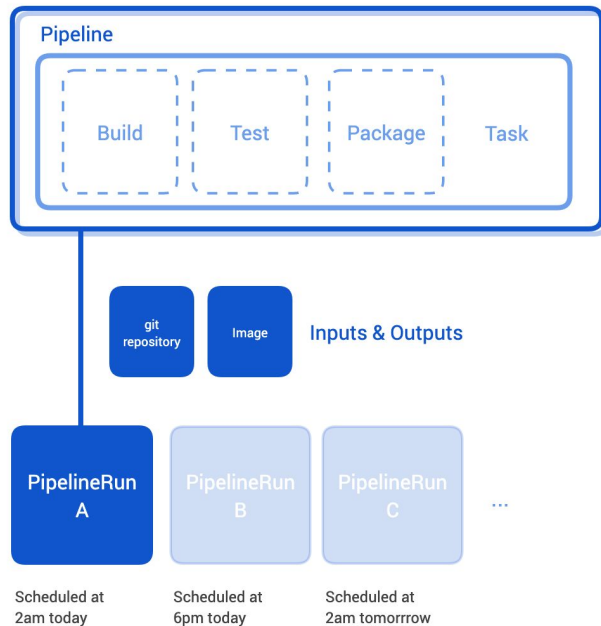 Pipeline
Build
Test
Package
Task
git
repository
Image
Inputs & Outputs
PipelineRun
A
PipelineRun
B
PipelineRun
C
...
Scheduled at
2am today
Scheduled at
6pm today
Scheduled at
2am tomorrrow